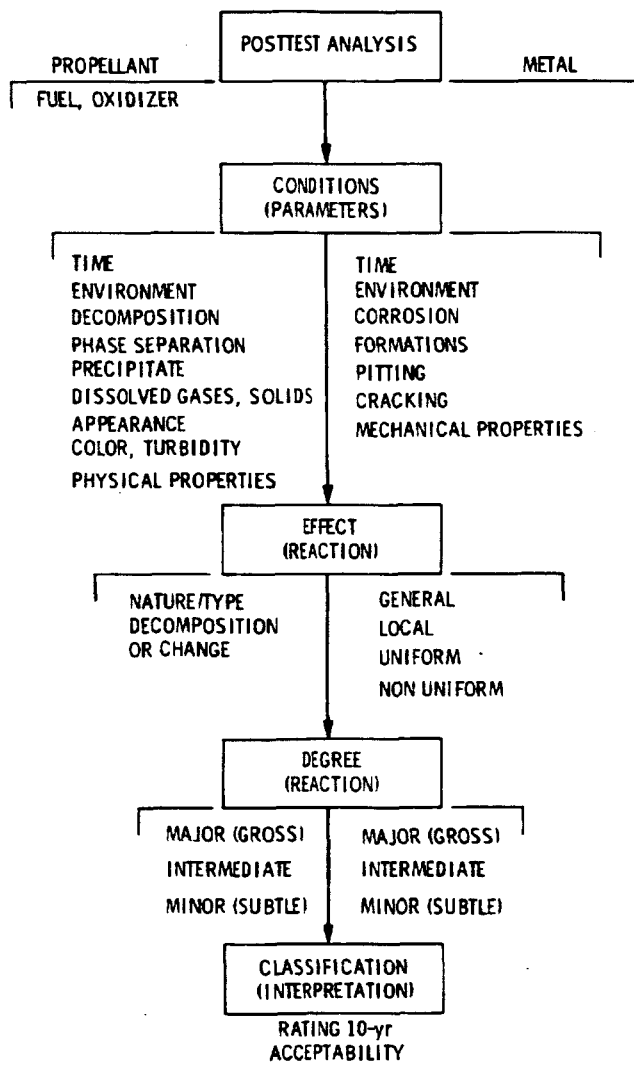 POSTTEST ANALYSIS
PROPELLANT
METAL
FUEL, OXIDIZER
CONDITIONS
(PARAMETERS)
TIME
ENVIRONMENT
DECOMPOSITION
PHASE SEPARATION
PRECIPITATE
DISSOLVED GASES, SOLIDS
APPEARANCE
COLOR, TURBIDITY
PHYSICAL PROPERTIES
TIME
ENVIRONMENT
CORROSION
FORMATIONS
PITTING
CRACKING
MECHANICAL PROPERTIES
EFFECT
(REACTION)
NATURE/TYPE
DECOMPOSITION
OR CHANGE
GENERAL
LOCAL
UNIFORM
NON UNIFORM
DEGREE
(REACTION)
MAJOR (GROSS)
INTERMEDIATE
MINOR (SUBTLE)
MAJOR (GROSS)
INTERMEDIATE
MINOR (SUBTLE)
CLASSIFICATION
(INTERPRETATION)
RATING 10-yr
ACCEPTABILITY